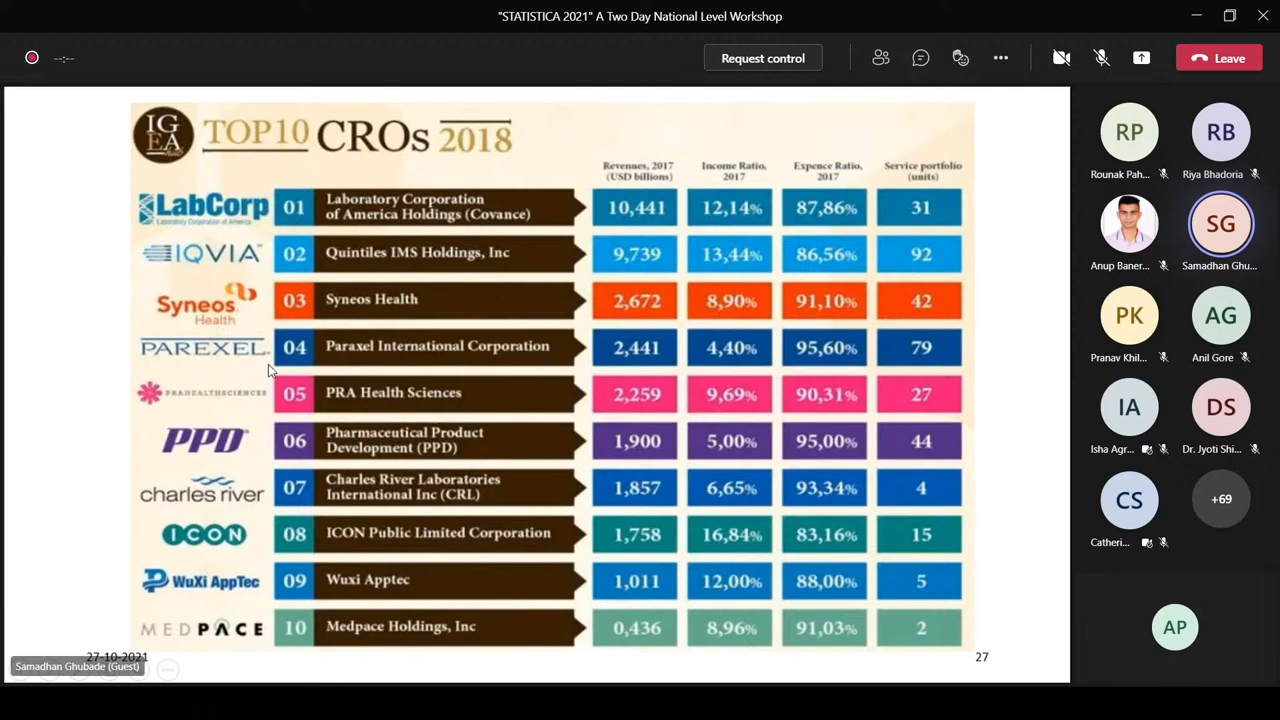 "STATISTICA 2021" A Two Day National Level Workshop
--:--
Request control
Leave
IG
EA
TOP10 CROs 2018
Revenues, 2017
(USD billions)
Income Ratio,
2017
Expence Ratio,
2017
Service portfolio
(units)
LabCorp
Laboratory Corporation of America
01
Laboratory Corporation
of America Holdings (Covance)
10,441
12,14%
87,86%
31
IQVIA
02
Quintiles IMS Holdings, Inc
9,739
13,44%
86,56%
92
Syneos
Health
03
Syneos Health
2,672
8,90%
91,10%
42
PAREXEL
04
Paraxel International Corporation
2,441
4,40%
95,60%
79
PRAHEALTHSCIENCES
05
PRA Health Sciences
2,259
9,69%
90,31%
27
PPD
06
Pharmaceutical Product
Development (PPD)
1,900
5,00%
95,00%
44
charles river
07
Charles River Laboratories
International Inc (CRL)
1,857
6,65%
93,34%
4
ICON
08
ICON Public Limited Corporation
1,758
16,84%
83,16%
15
WuXi AppTec
09
Wuxi Apptec
1,011
12,00%
88,00%
5
MEDPACE
10
Medpace Holdings, Inc
0,436
8,96%
91,03%
2
27-10-2021
27
Samadhan Ghubade (Guest)
RP
Rounak Pah...
RB
Riya Bhadoria
Anup Baner...
SG
Samadhan Ghu...
PK
Pranav Khil...
AG
Anil Gore
IA
Isha Agr...
DS
Dr. Jyoti Shi...
CS
Catheri...
+69
AP